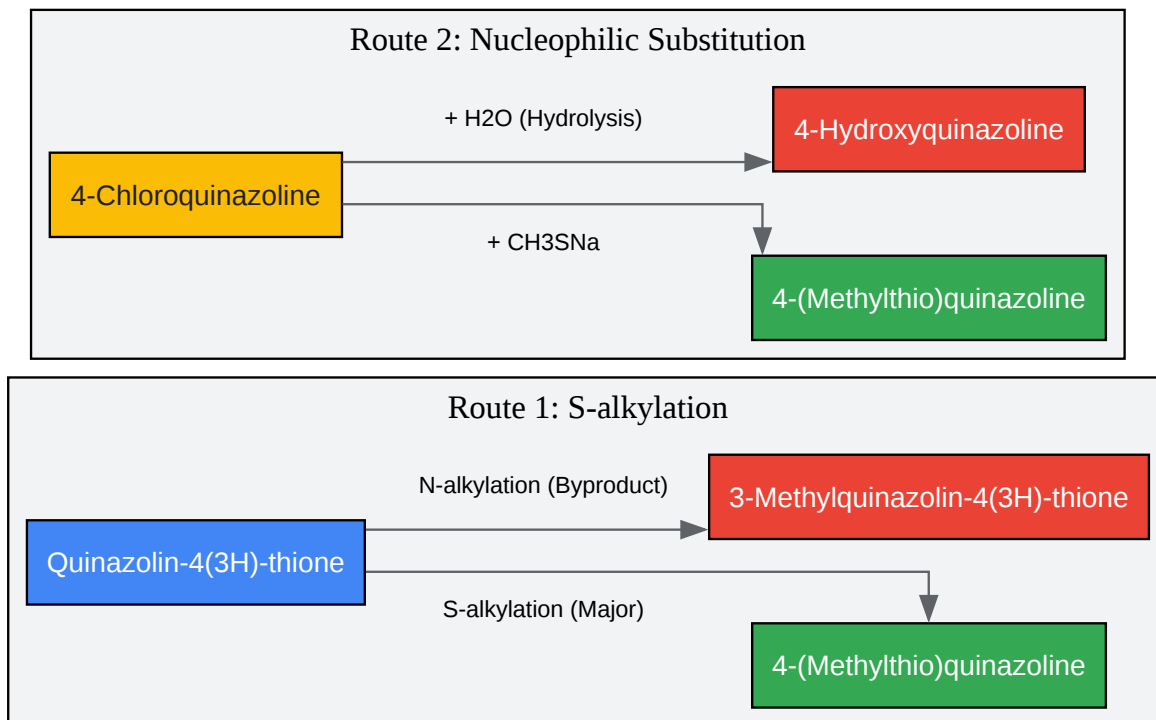 Route 2: Nucleophilic Substitution
+ H2O (Hydrolysis)
4-Hydroxyquinazoline
4-Chloroquinazoline
+ CH3SNa
4-(Methylthio)quinazoline
Route 1: S-alkylation
N-alkylation (Byproduct)
3-Methylquinazolin-4(3H)-thione
Quinazolin-4(3H)-thione
S-alkylation (Major)
4-(Methylthio)quinazoline